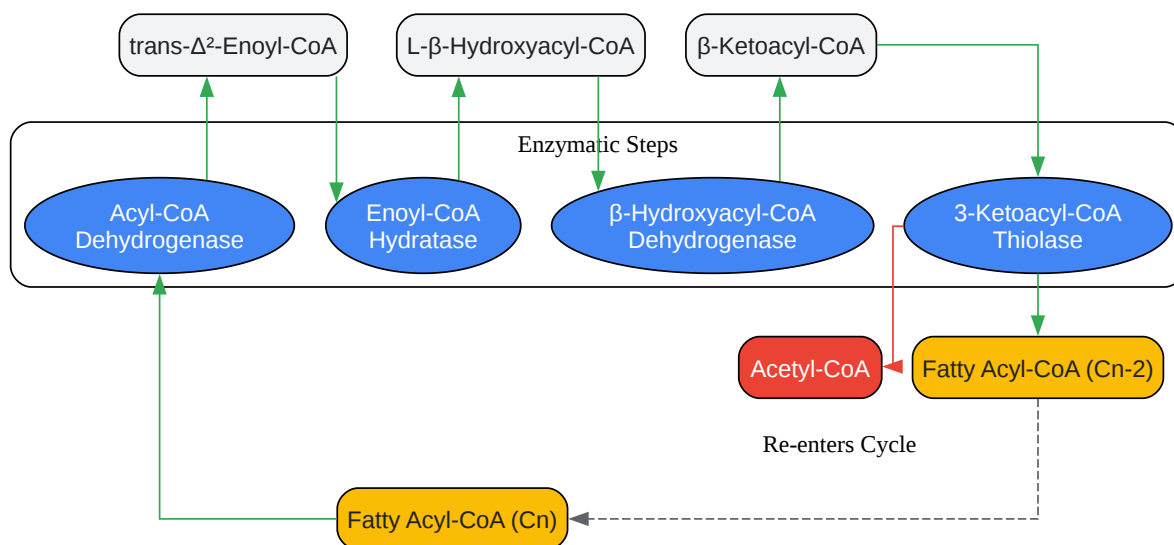 trans-Δ²-Enoyl-CoA
L-β-Hydroxyacyl-CoA
β-Ketoacyl-CoA
Enzymatic Steps
Acyl-CoA
Dehydrogenase
Enoyl-CoA
Hydratase
β-Hydroxyacyl-CoA
Dehydrogenase
3-Ketoacyl-CoA
Thiolase
Acetyl-CoA
Fatty Acyl-CoA (Cn-2)
Re-enters Cycle
Fatty Acyl-CoA (Cn)